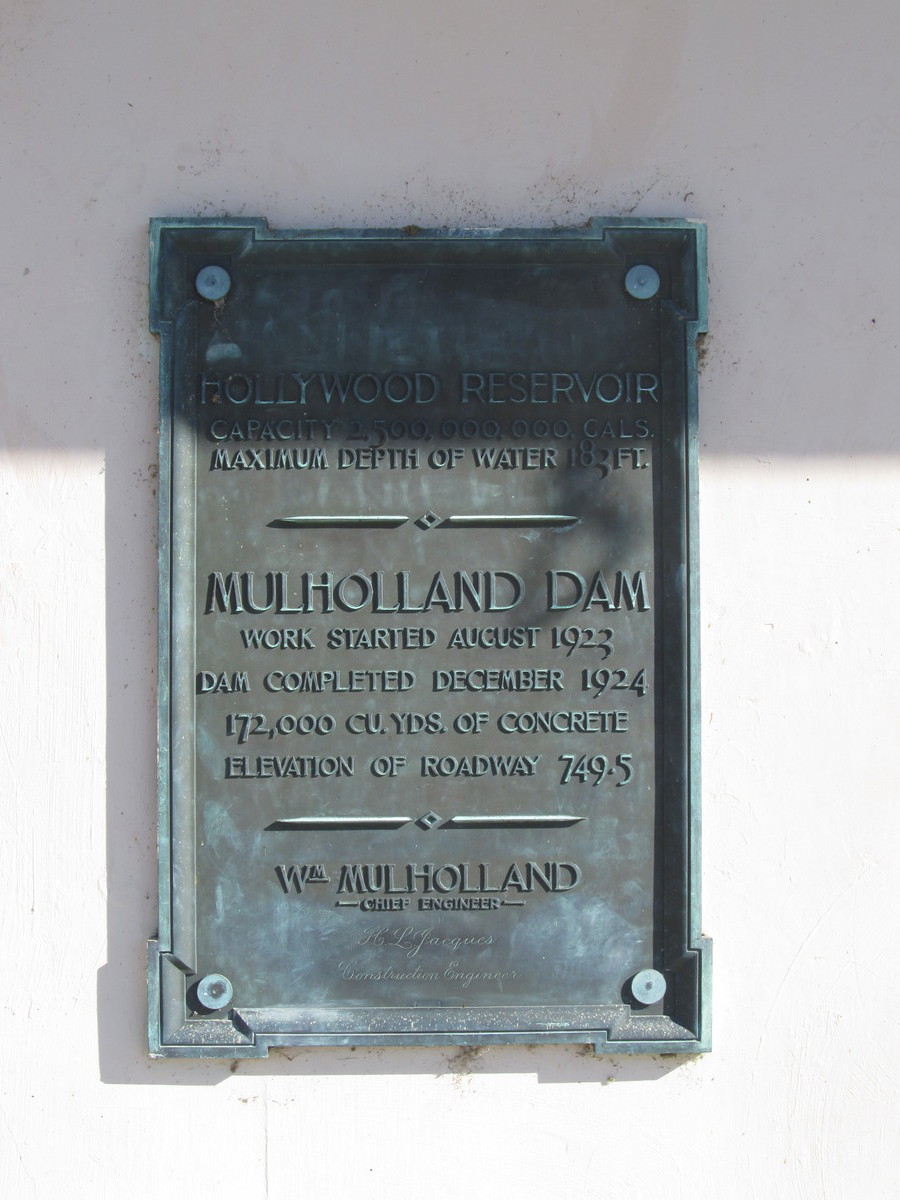 HOLLYWOOD RESERVOIR
CAPACITY 2,500,000,000, GALS.
MAXIMUM DEPTH OF WATER 183 FT.
MULHOLLAND DAM
WORK STARTED AUGUST 1923
DAM COMPLETED DECEMBER 1924
172,000 CU. YDS. OF CONCRETE
ELEVATION OF ROADWAY 749.5
WM MULHOLLAND
CHIEF ENGINEER
H. L. Jacques
Construction Engineer